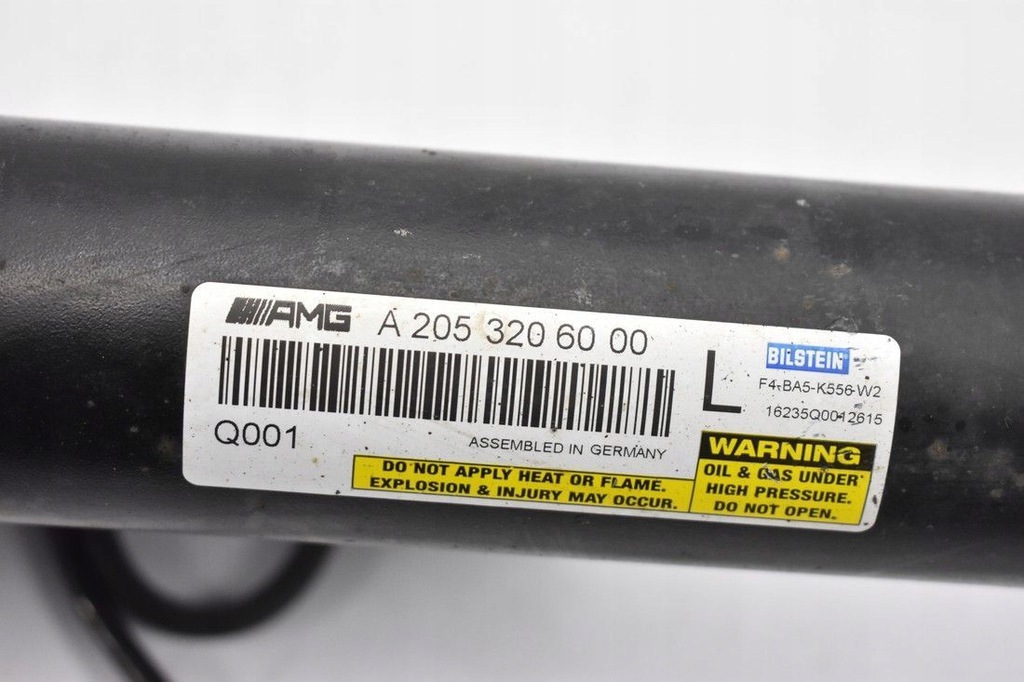 AMG A 205 320 60 00
L
BILSTEIN
F4-BA5-K556-W2
16235Q0012615
Q001
ASSEMBLED IN GERMANY
DO NOT APPLY HEAT OR FLAME.
EXPLOSION & INJURY MAY OCCUR.
WARNING
OIL & GAS UNDER
HIGH PRESSURE.
DO NOT OPEN.